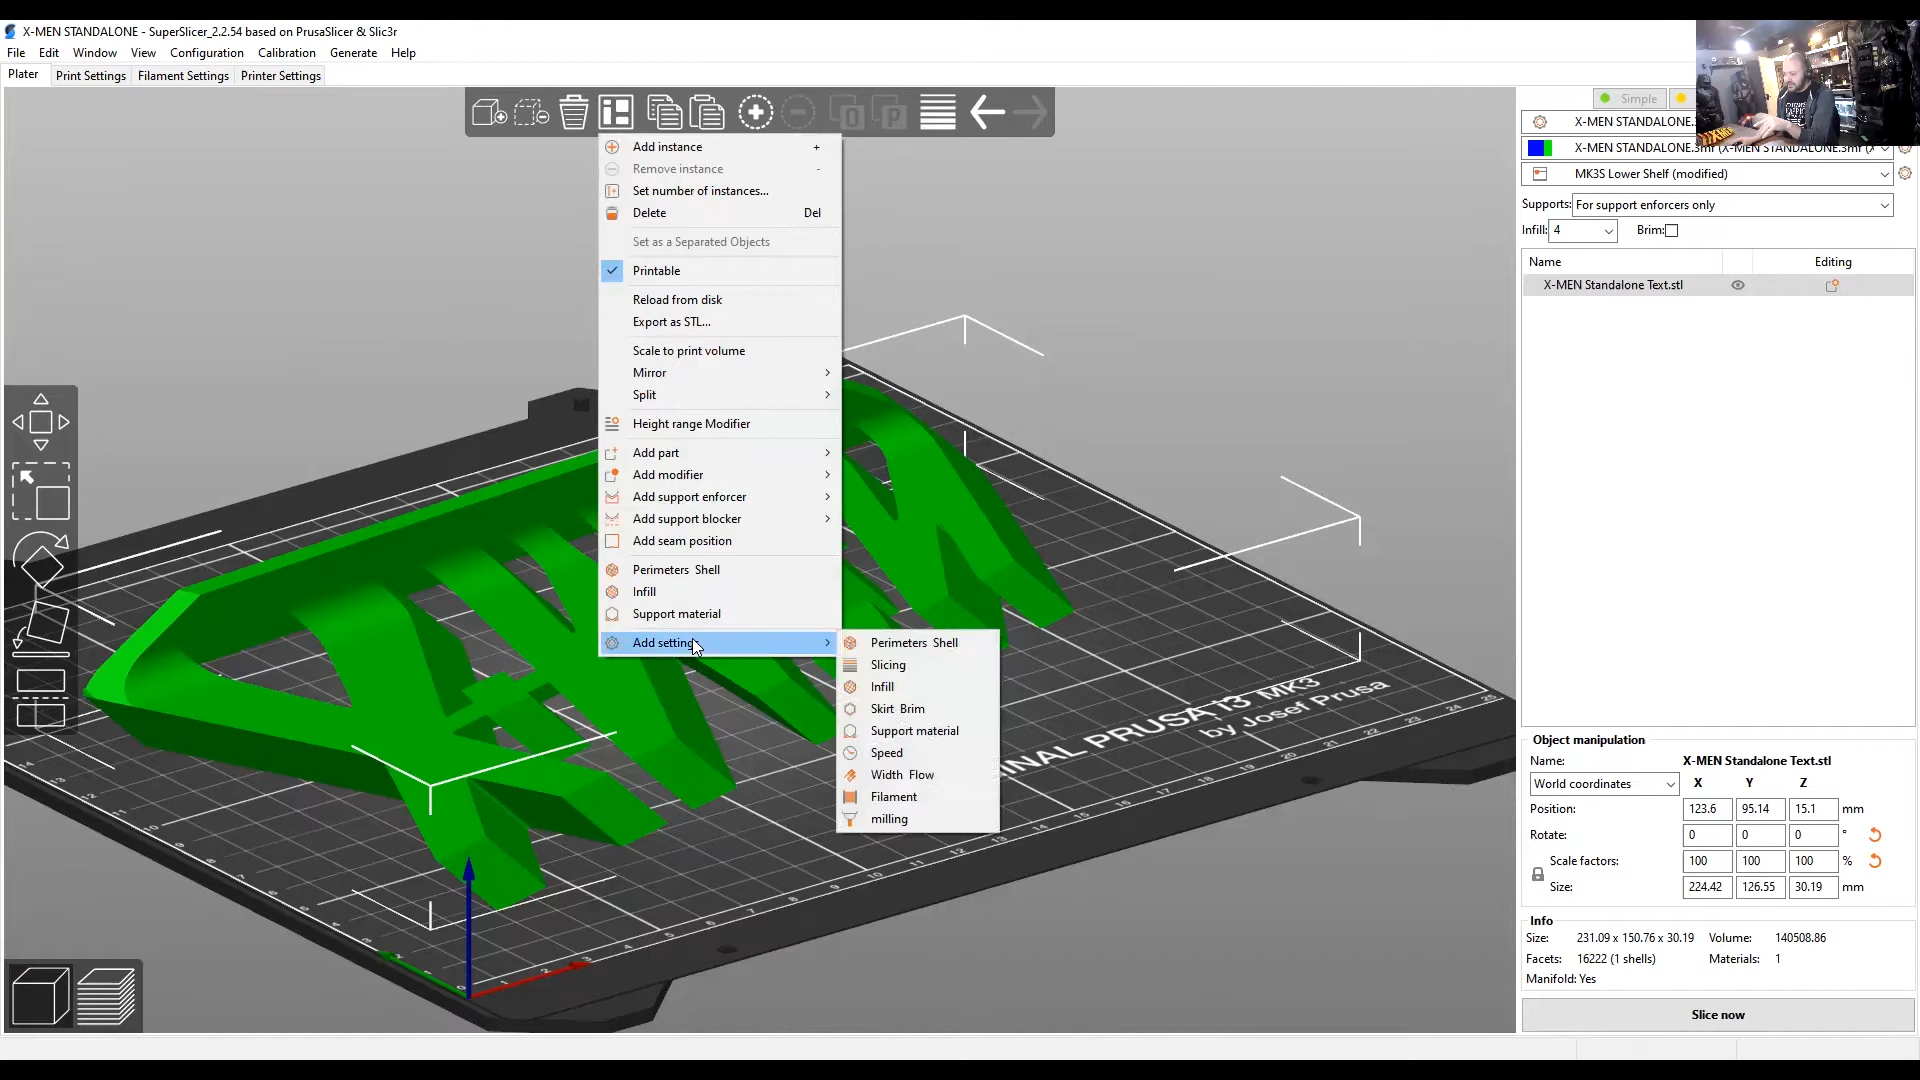 X-MEN STANDALONE - SuperSlicer_2.2.54 based on PrusaSlicer & Slic3r
File Edit Window View Configuration Calibration Generate Help
Plater Print Settings Filament Settings Printer Settings
Simple
X-MEN STANDALONE.
X-MEN STANDALONE.3mf (X-MEN STANDALONE.3mf (X
MK3S Lower Shelf (modified)
Supports: For support enforcers only
Infill: 4 Brim:
Name Editing
X-MEN Standalone Text.stl
Add instance +
Remove instance -
Set number of instances...
Delete Del
Set as a Separated Objects
Printable
Reload from disk
Export as STL...
Scale to print volume
Mirror
Split
Height range Modifier
Add part
Add modifier
Add support enforcer
Add support blocker
Add seam position
Perimeters Shell
Infill
Support material
Add setting
Perimeters Shell
Slicing
Infill
Skirt Brim
Support material
Speed
Width Flow
Filament
milling
INAL PRUSA i3 MK3
by Josef Prusa
Object manipulation
Name: X-MEN Standalone Text.stl
World coordinates X Y Z
Position: 123.6 95.14 15.1 mm
Rotate: 0 0 0 °
Scale factors: 100 100 100 %
Size: 224.42 126.55 30.19 mm
Info
Size: 231.09 x 150.76 x 30.19 Volume: 140508.86
Facets: 16222 (1 shells) Materials: 1
Manifold: Yes
Slice now